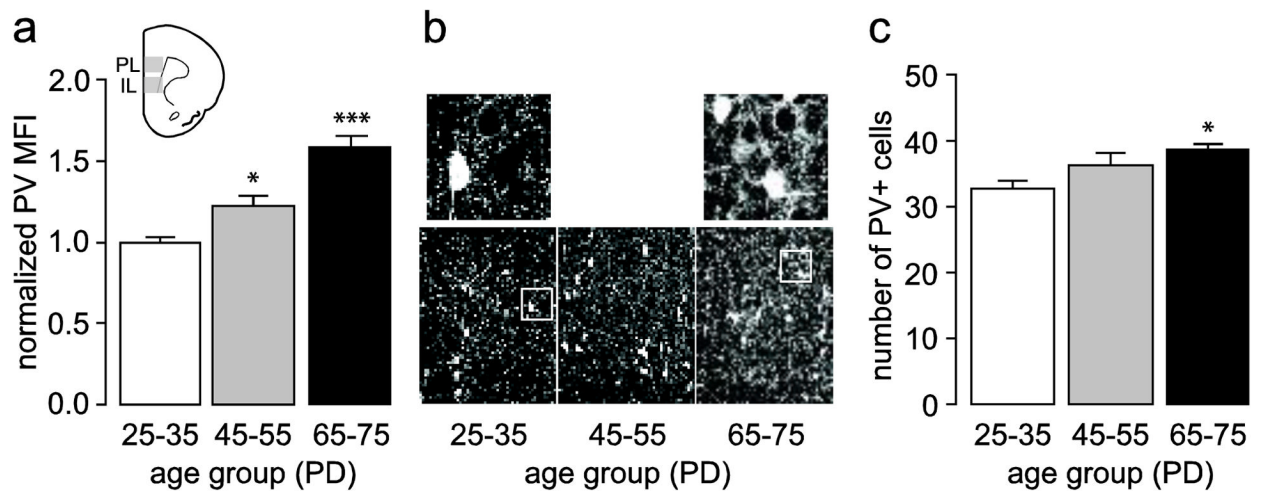 a
PL
IL
normalized PV MFI
2.0
1.5
1.0
0.5
0.0
*
***
25-35 45-55 65-75
age group (PD)
b
25-35 45-55 65-75
age group (PD)
c
number of PV+ cells
50
40
30
20
10
0
*
25-35 45-55 65-75
age group (PD)